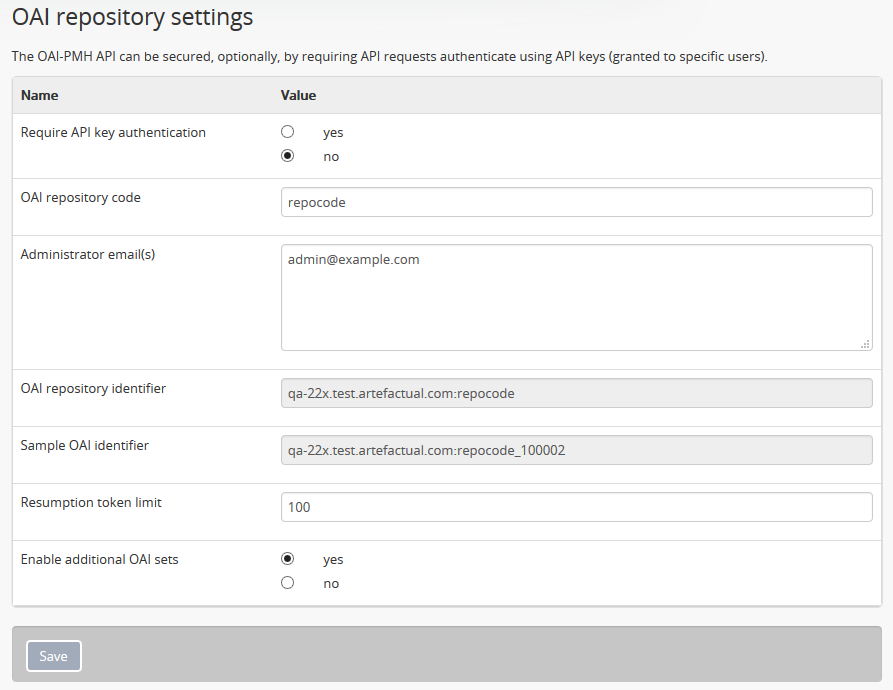 OAI repository settings
The OAI-PMH API can be secured, optionally, by requiring API requests authenticate using API keys (granted to specific users).
Name Value
Require API key authentication yes
no
OAI repository code repocode
Administrator email(s) admin@example.com
OAI repository identifier qa-22x.test.artefactual.com:repocode
Sample OAI identifier qa-22x.test.artefactual.com:repocode_100002
Resumption token limit 100
Enable additional OAI sets yes
no
Save